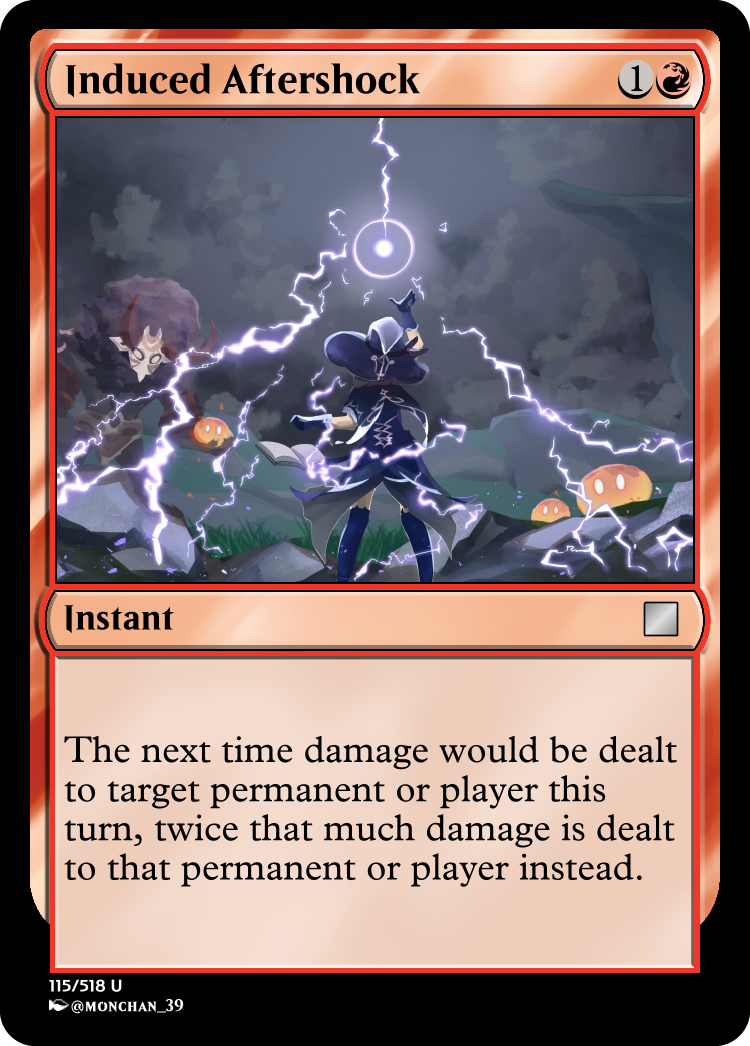 Induced Aftershock 1
Instant
The next time damage would be dealt
to target permanent or player this
turn, twice that much damage is dealt
to that permanent or player instead.
115/518 U
@MONCHAN_39